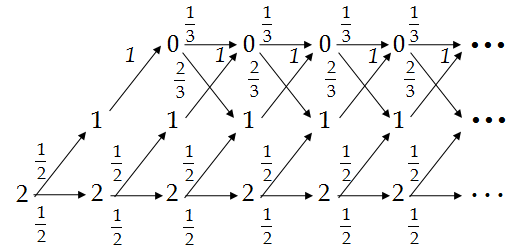 1/3 1/3 1/3 1/3
1 0 1 0 1 0 1 0 1 •••
2/3 2/3 2/3 2/3
1 1 1 1 1 •••
1/2 1/2 1/2 1/2 1/2 1/2
2 2 2 2 2 2 ...
1/2 1/2 1/2 1/2 1/2 1/2